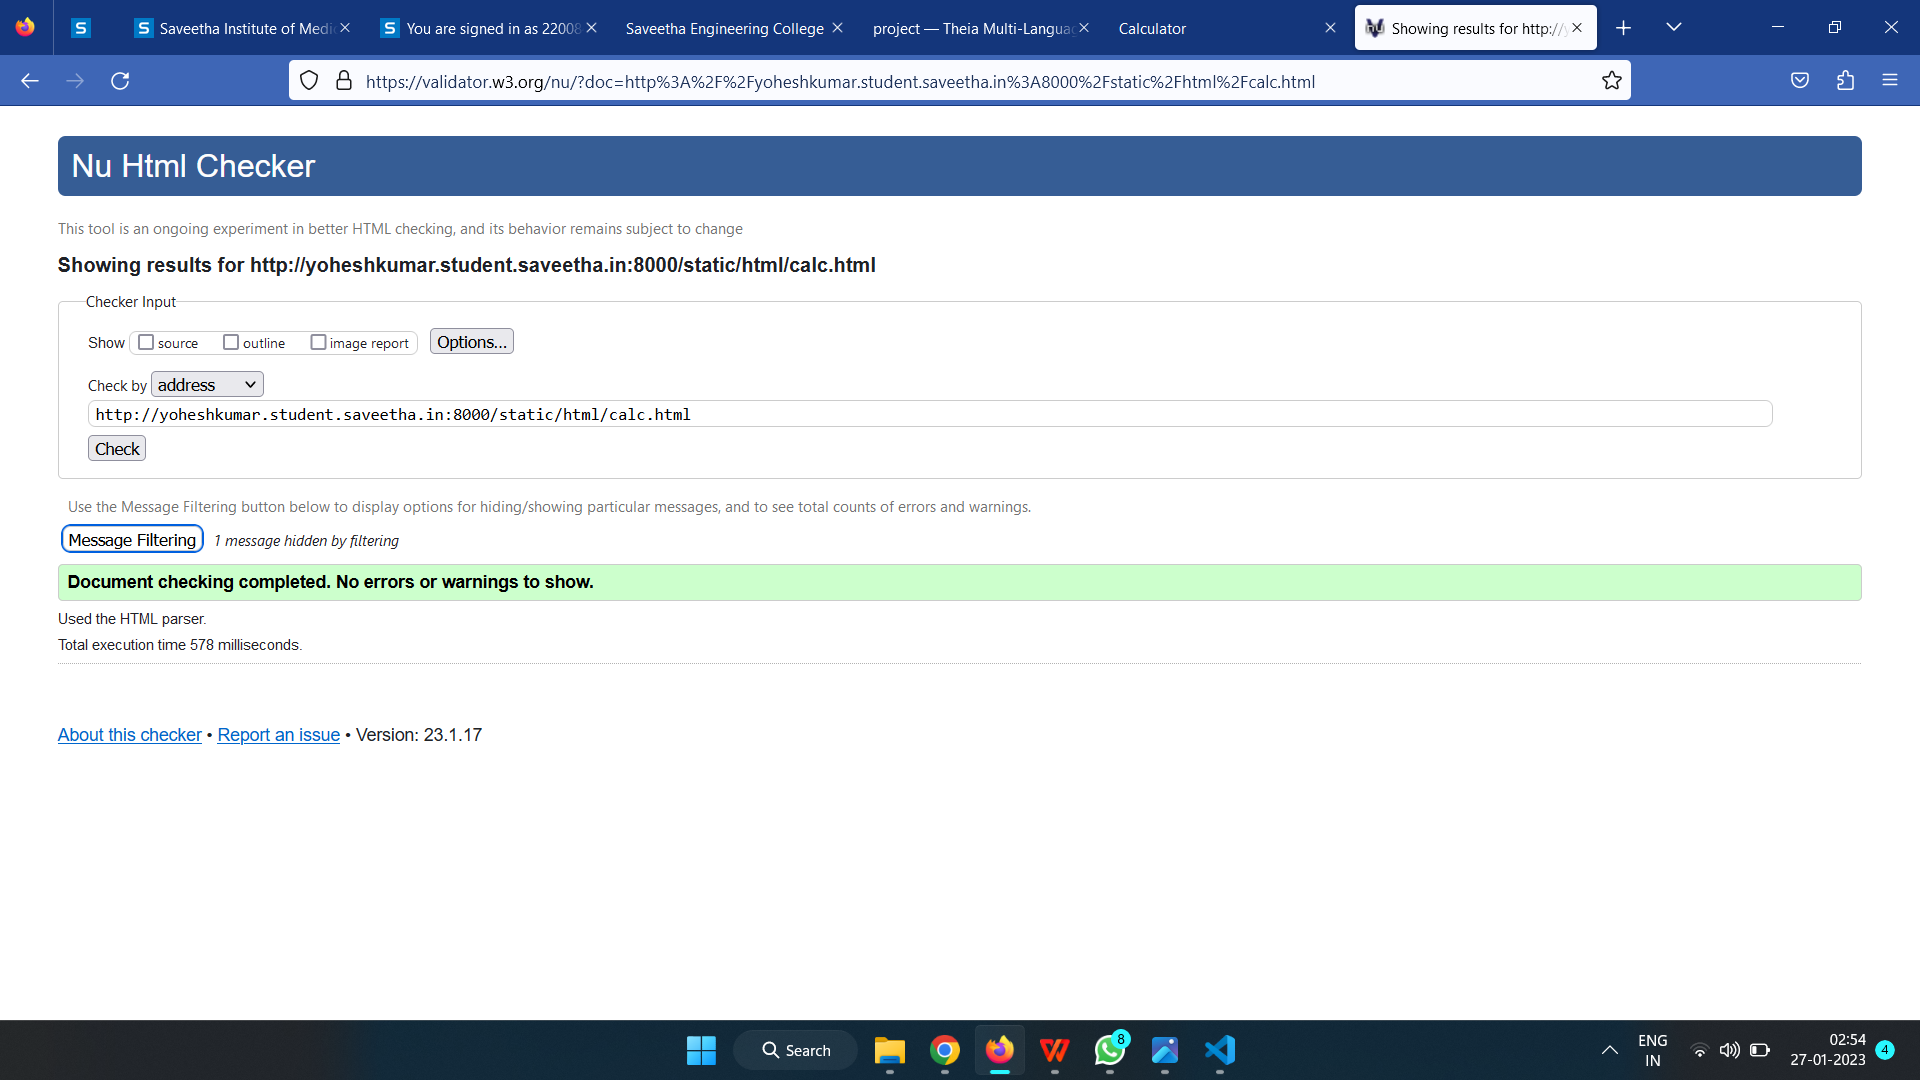 Saveetha Institute of Medic
You are signed in as 22008
Saveetha Engineering College
project — Theia Multi-Languag
Calculator
Showing results for http://y
https://validator.w3.org/nu/?doc=http%3A%2F%2Fyoheshkumar.student.saveetha.in%3A8000%2Fstatic%2Fhtml%2Fcalc.html
Nu Html Checker
This tool is an ongoing experiment in better HTML checking, and its behavior remains subject to change
Showing results for http://yoheshkumar.student.saveetha.in:8000/static/html/calc.html
Checker Input
Show source outline image report Options...
Check by address
http://yoheshkumar.student.saveetha.in:8000/static/html/calc.html
Check
Use the Message Filtering button below to display options for hiding/showing particular messages, and to see total counts of errors and warnings.
Message Filtering 1 message hidden by filtering
Document checking completed. No errors or warnings to show.
Used the HTML parser.
Total execution time 578 milliseconds.
About this checker • Report an issue • Version: 23.1.17
Search
8
ENG
IN
02:54
27-01-2023
4